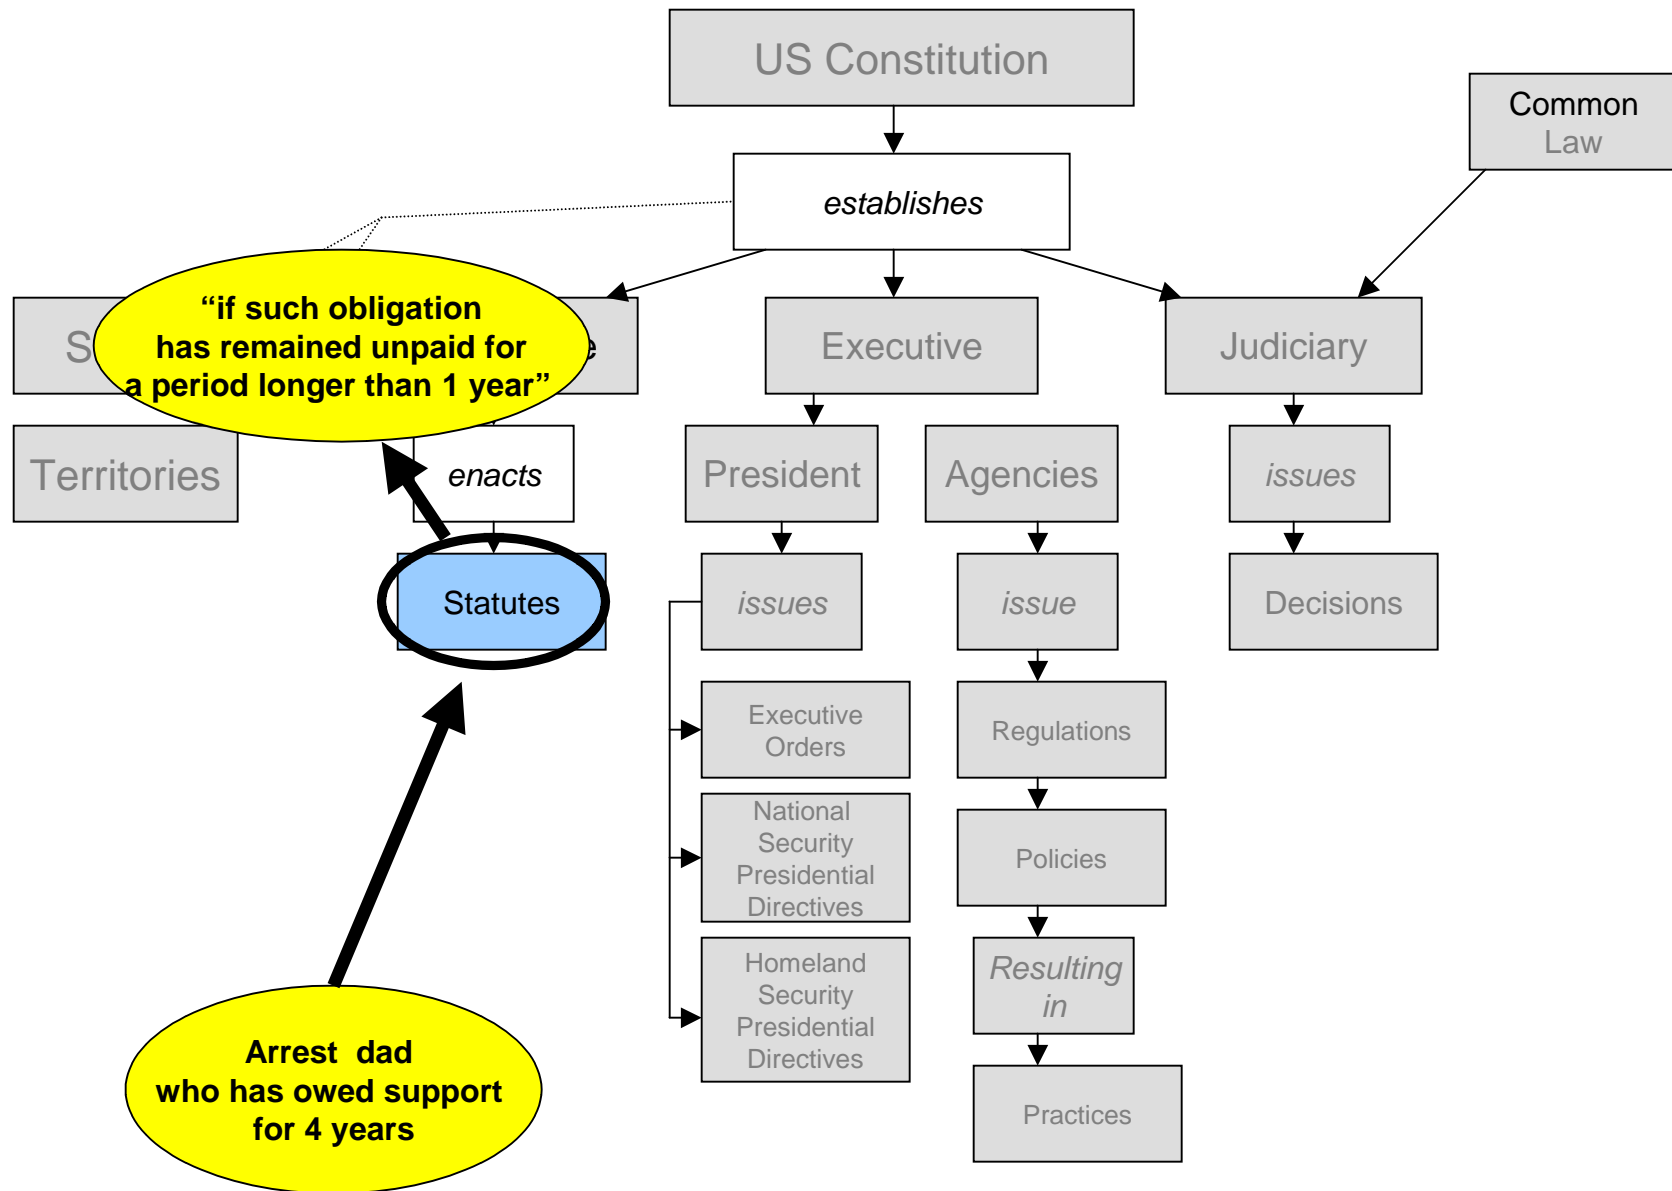 US Constitution
Common
Law
establishes
“if such obligation
has remained unpaid for
a period longer than 1 year”
Executive
Judiciary
Territories
enacts
President
Agencies
issues
Statutes
issues
issue
Decisions
Executive
Orders
Regulations
National
Security
Presidential
Directives
Policies
Homeland
Security
Presidential
Directives
Resulting
in
Practices
Arrest dad
who has owed support
for 4 years